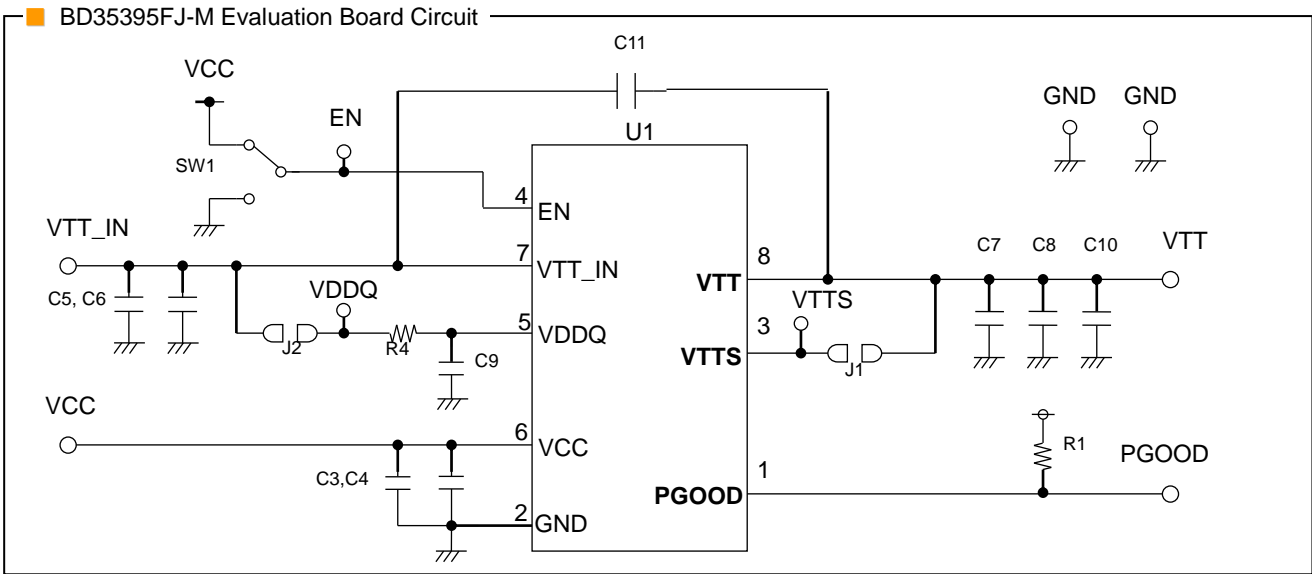 BD35395FJ-M Evaluation Board Circuit
C11
VCC
GND GND
EN
U1
SW1
4
EN
VTT_IN
7
VTT_IN
C5, C6
VDDQ
J2
R4
5
VDDQ
C9
8
VTT
C7 C8 C10 VTT
VTTS
3
VTTS
J1
VCC
6
VCC
C3,C4
2
GND
R1
PGOOD
1
PGOOD